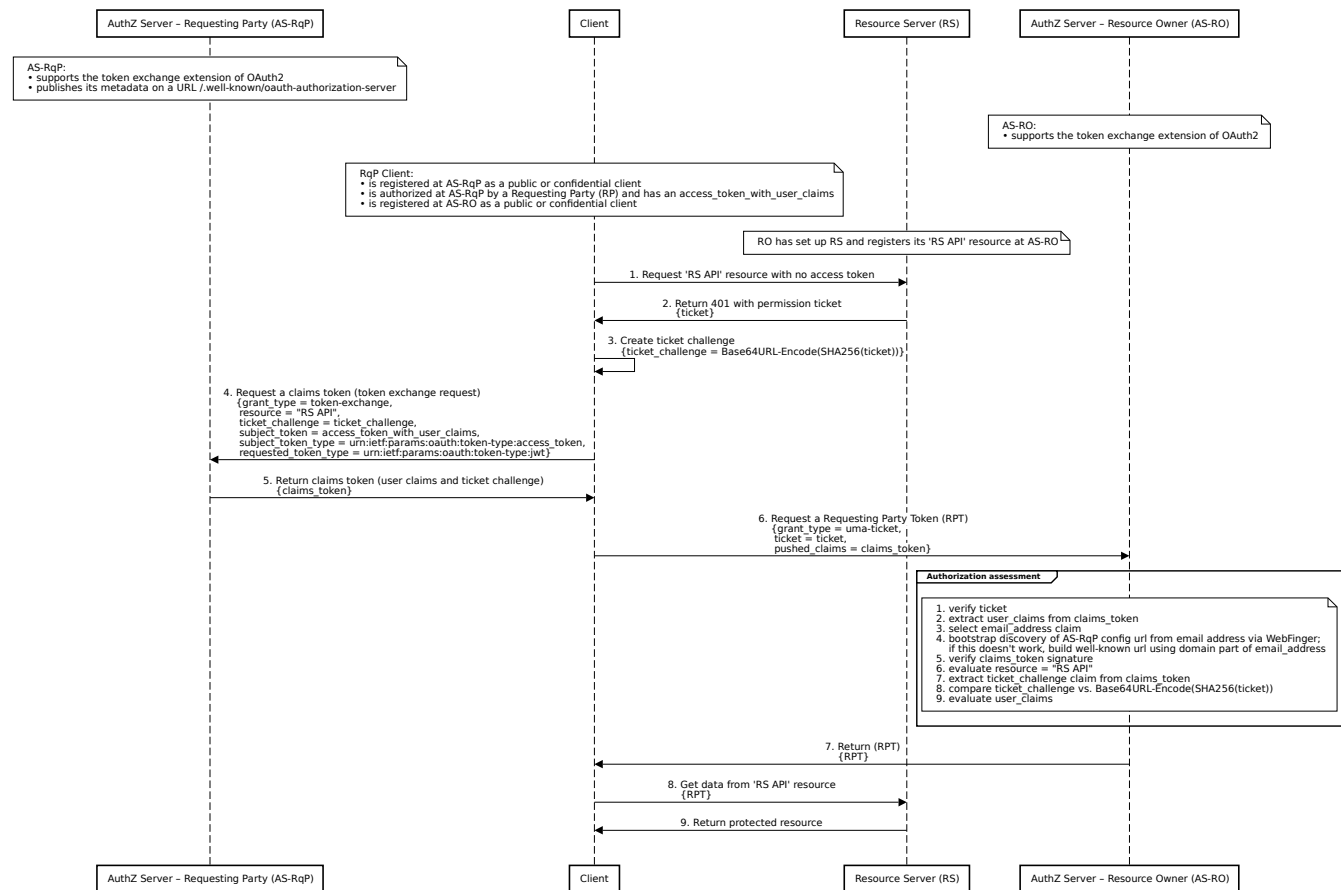 AuthZ Server – Requesting Party (AS-RqP)
Client
Resource Server (RS)
AuthZ Server – Resource Owner (AS-RO)
AS-RqP:
• supports the token exchange extension of OAuth2
• publishes its metadata on a URL /.well-known/oauth-authorization-server
AS-RO:
• supports the token exchange extension of OAuth2
RqP Client:
• is registered at AS-RqP as a public or confidential client
• is authorized at AS-RqP by a Requesting Party (RP) and has an access_token_with_user_claims
• is registered at AS-RO as a public or confidential client
RO has set up RS and registers its 'RS API' resource at AS-RO
1. Request 'RS API' resource with no access token
2. Return 401 with permission ticket
{ticket}
3. Create ticket challenge
{ticket_challenge = Base64URL-Encode(SHA256(ticket))}
4. Request a claims token (token exchange request)
{grant_type = token-exchange,
resource = "RS API",
ticket_challenge = ticket_challenge,
subject_token = access_token_with_user_claims,
subject_token_type = urn:ietf:params:oauth:token-type:access_token,
requested_token_type = urn:ietf:params:oauth:token-type:jwt}
5. Return claims token (user claims and ticket challenge)
{claims_token}
6. Request a Requesting Party Token (RPT)
{grant_type = uma-ticket,
ticket = ticket,
pushed_claims = claims_token}
Authorization assessment
1. verify ticket
2. extract user_claims from claims_token
3. select email_address claim
4. bootstrap discovery of AS-RqP config url from email address via WebFinger;
if this doesn't work, build well-known url using domain part of email_address
5. verify claims_token signature
6. evaluate resource = "RS API"
7. extract ticket_challenge claim from claims_token
8. compare ticket_challenge vs. Base64URL-Encode(SHA256(ticket))
9. evaluate user_claims
7. Return (RPT)
{RPT}
8. Get data from 'RS API' resource
{RPT}
9. Return protected resource
AuthZ Server – Requesting Party (AS-RqP)
Client
Resource Server (RS)
AuthZ Server – Resource Owner (AS-RO)